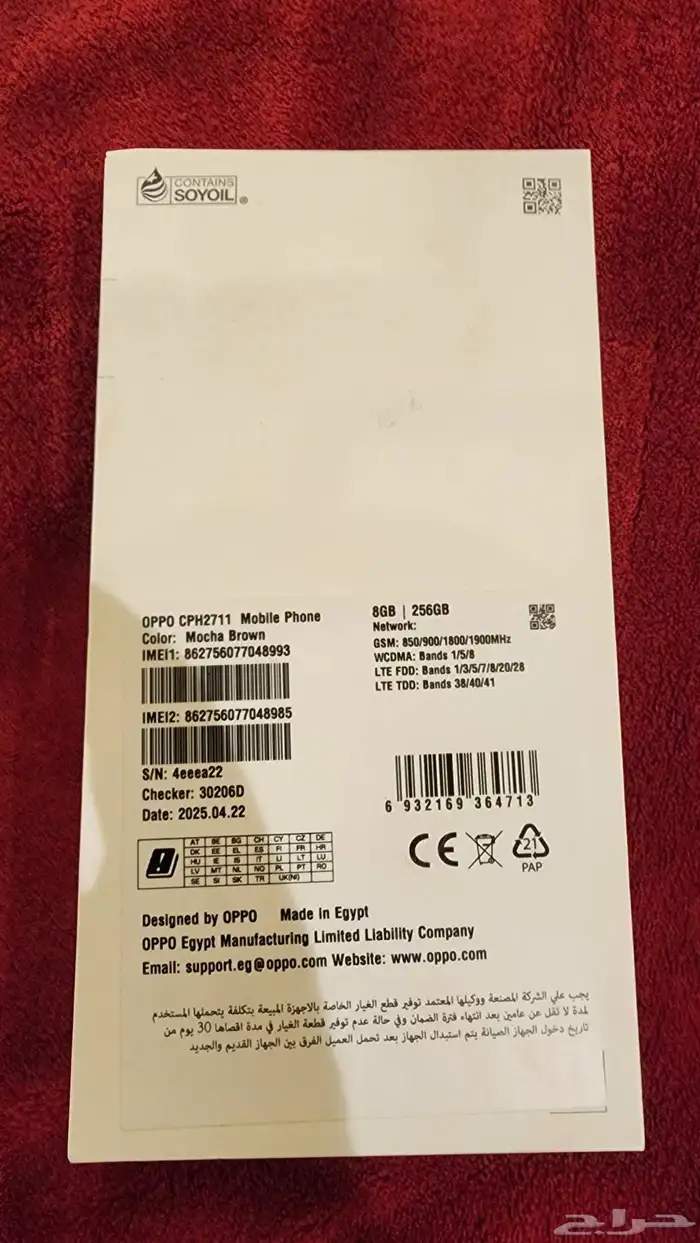 CONTAINS
SOYOIL ®
OPPO CPH2711 Mobile Phone
Color: Mocha Brown
IMEI1: 862756077048993
IMEI2: 862756077048985
S/N: 4eeea22
Checker: 30206D
Date: 2025.04.22
8GB | 256GB
Network:
GSM: 850/900/1800/1900MHz
WCDMA: Bands 1/5/8
LTE FDD: Bands 1/3/5/7/8/20/28
LTE TDD: Bands 38/40/41
6 932169 364713
AT BE BG CH CY CZ DE
DK EE EL ES FI FR HR
HU IE IS IT LI LT LU
LV MT NL NO PL PT RO
SE SI SK TR UK(NI)
CE
21
PAP
Designed by OPPO Made in Egypt
OPPO Egypt Manufacturing Limited Liability Company
Email: support.eg@oppo.com Website: www.oppo.com
يجب علي الشركة المصنعة ووكيلها المعتمد توفير قطع الغيار الخاصة بالاجهزة المبيعة بتكلفة يتحملها المستخدم
لمدة لا تقل عن عامين بعد انتهاء فترة الضمان وفي حالة عدم توفير قطعة الغيار في مدة اقصاها 30 يوم من
تاريخ دخول الجهاز الصيانة يتم استبدال الجهاز بعد تحمل العميل الفرق بين الجهاز القديم والجديد
حراج